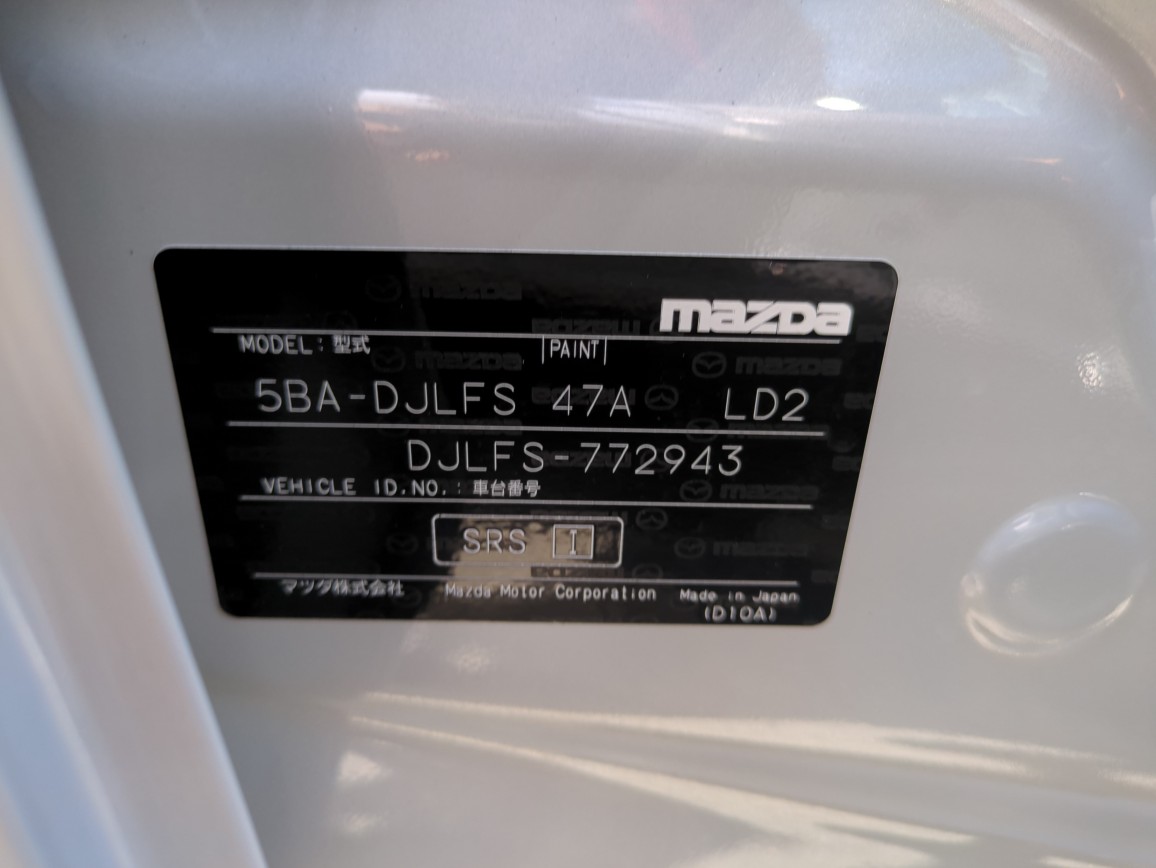 mazda
MODEL: 型式 PAINT
5BA-DJLFS 47A LD2
DJLFS-772943
VEHICLE ID.NO.: 車台番号
SRS I
マツダ株式会社 Mazda Motor Corporation Made in Japan
(D10A)